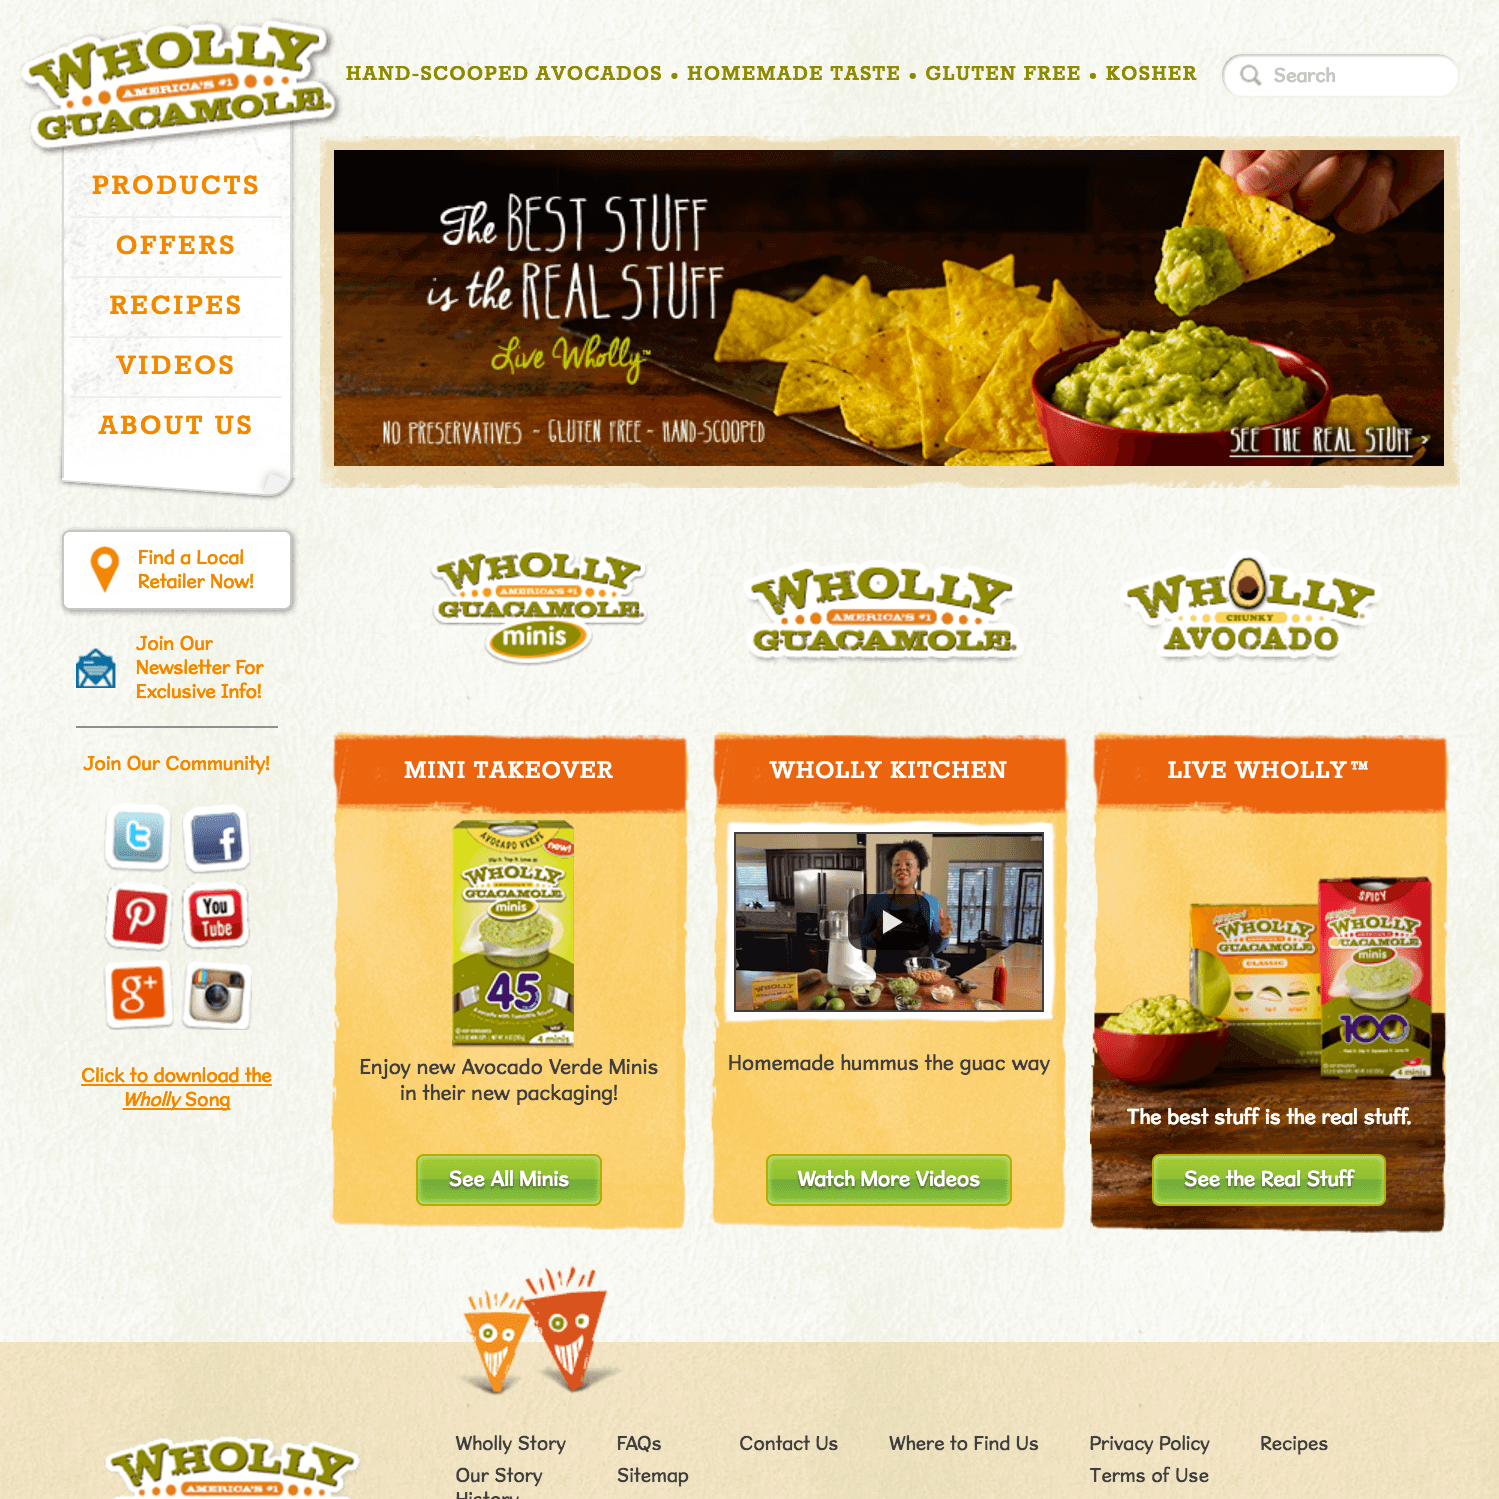 WHOLLY
AMERICA'S #1
GUACAMOLE.
HAND-SCOOPED AVOCADOS • HOMEMADE TASTE • GLUTEN FREE • KOSHER
Search
PRODUCTS
OFFERS
RECIPES
VIDEOS
ABOUT US
The BEST STUFF
is the REAL STUFF
Live Wholly™
NO PRESERVATIVES - GLUTEN FREE - HAND-SCOOPED
SEE THE REAL STUFF >
Find a Local
Retailer Now!
Join Our
Newsletter For
Exclusive Info!
Join Our Community!
You
Tube
g+
Click to download the
Wholly Song
WHOLLY
AMERICA'S #1
GUACAMOLE.
minis
WHOLLY
AMERICA'S #1
GUACAMOLE.
WHOLLY
CHUNKY
AVOCADO
MINI TAKEOVER
AVOCADO VERDE
new!
WHOLLY
GUACAMOLE
minis
45
4 minis
Enjoy new Avocado Verde Minis
in their new packaging!
See All Minis
WHOLLY KITCHEN
WHOLLY
Homemade hummus the guac way
Watch More Videos
LIVE WHOLLY™
WHOLLY
GUACAMOLE
CLASSIC
SPICY
WHOLLY
GUACAMOLE
minis
100
4 minis
The best stuff is the real stuff.
See the Real Stuff
WHOLLY
AMERICA'S #1
Wholly Story
FAQs
Contact Us
Where to Find Us
Privacy Policy
Recipes
Our Story
Sitemap
Terms of Use
History